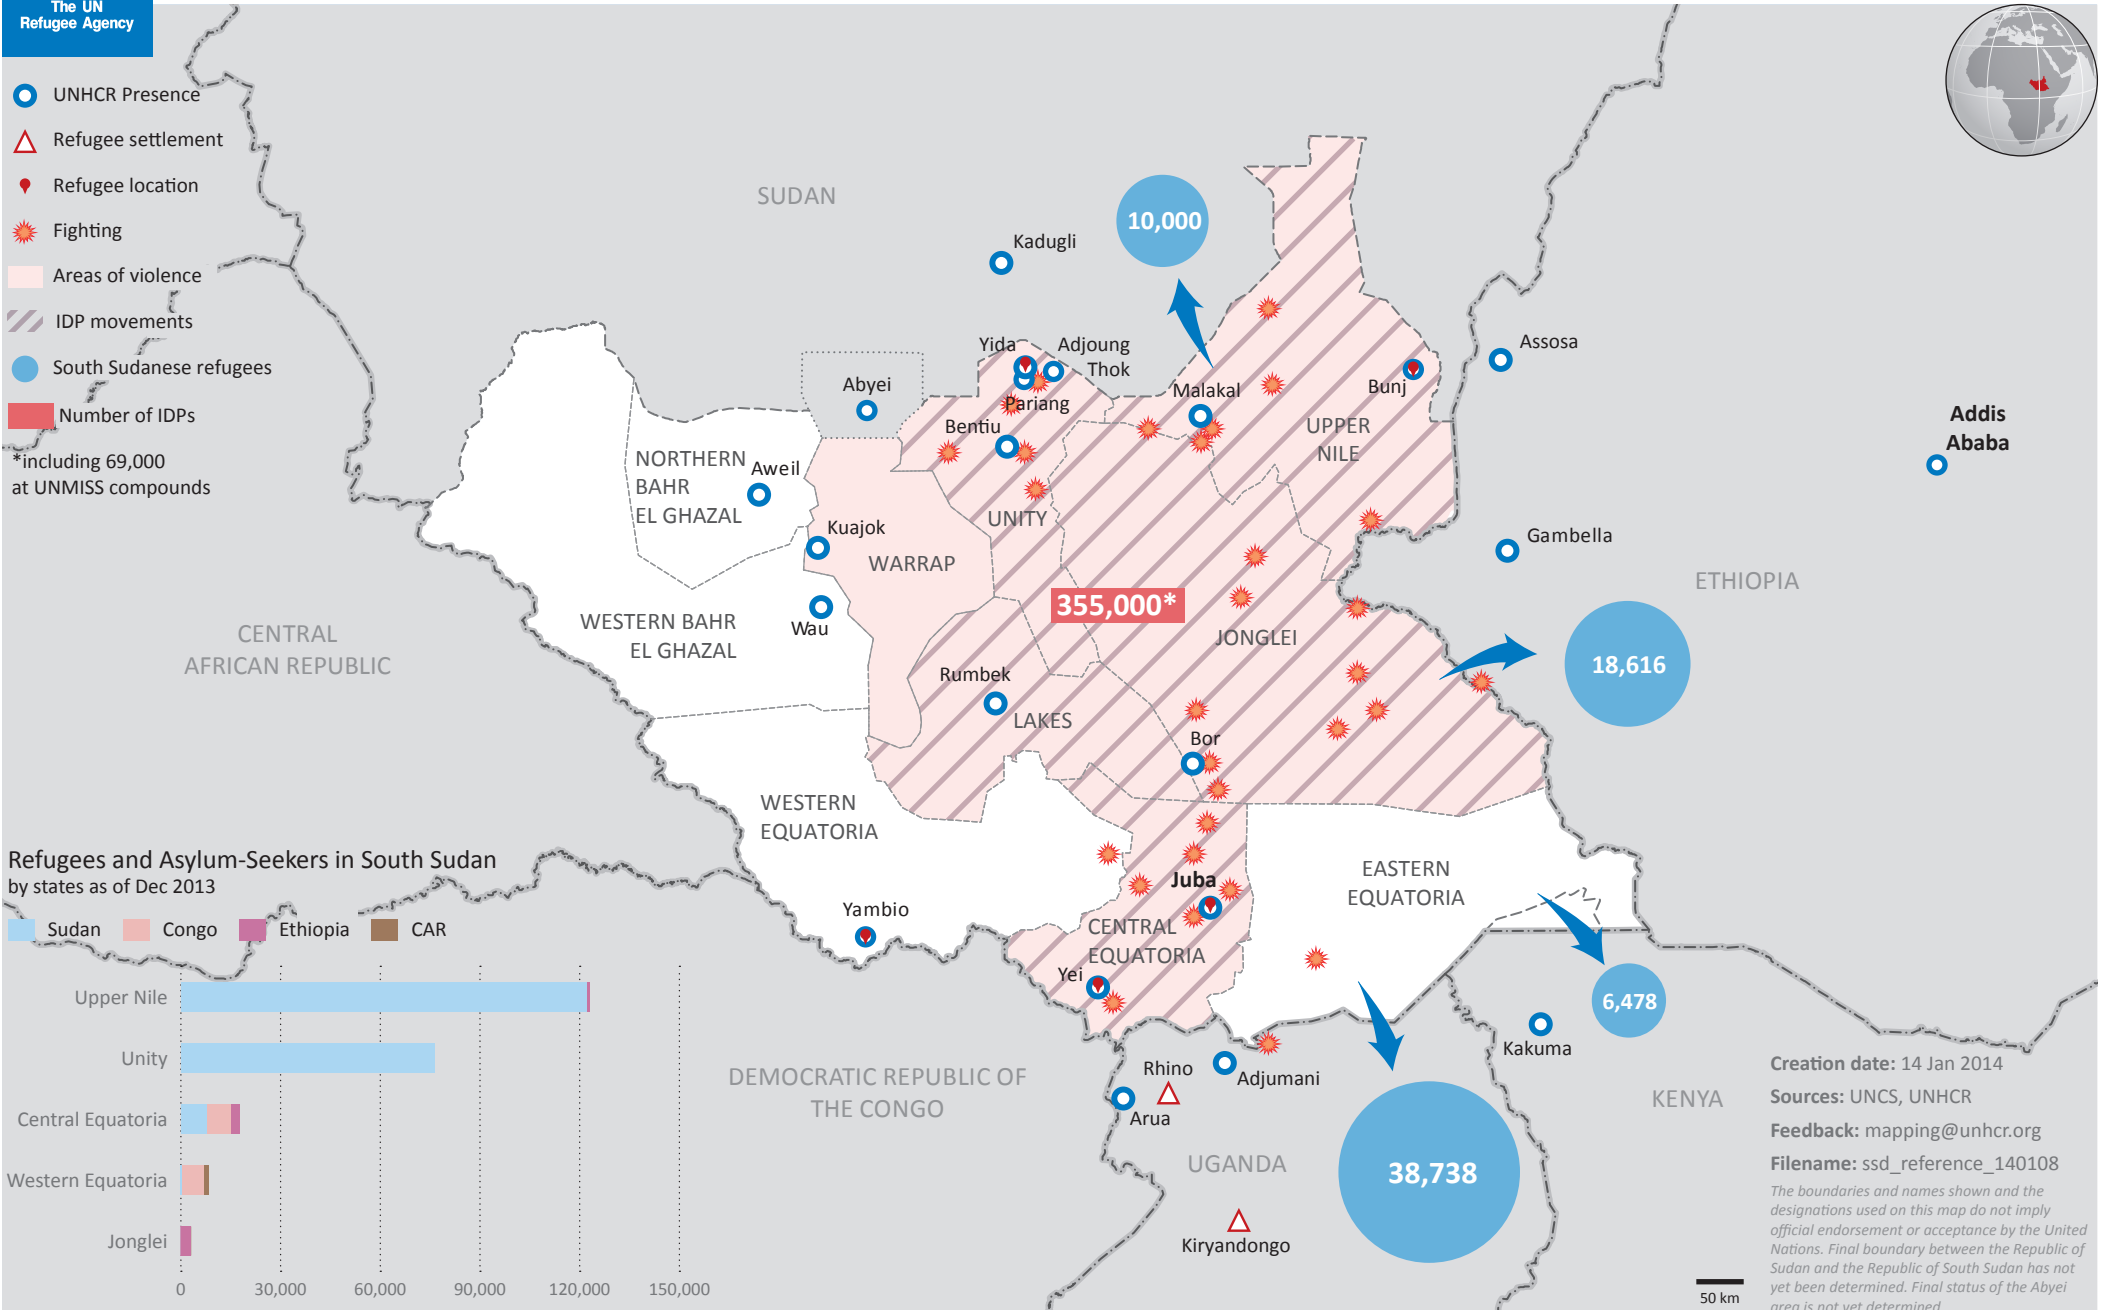 The UN
Refugee Agency
UNHCR Presence
Refugee settlement
Refugee location
Fighting
Areas of violence
IDP movements
South Sudanese refugees
Number of IDPs
*including 69,000
at UNMISS compounds
SUDAN
Kadugli
10,000
Yida
Adjoung
Thok
Pariang
Abyei
Bentiu
Malakal
Bunj
Assosa
Addis
Ababa
UPPER
NILE
NORTHERN
BAHR
EL GHAZAL
Aweil
Kuajok
WARRAP
UNITY
Gambella
ETHIOPIA
355,000*
WESTERN BAHR
EL GHAZAL
Wau
JONGLEI
CENTRAL
AFRICAN REPUBLIC
18,616
Rumbek
LAKES
Bor
WESTERN
EQUATORIA
EASTERN
EQUATORIA
Juba
Yambio
CENTRAL
EQUATORIA
Yei
6,478
Kakuma
Rhino
Adjumani
Arua
DEMOCRATIC REPUBLIC OF
THE CONGO
KENYA
UGANDA
38,738
Kiryandongo
Refugees and Asylum-Seekers in South Sudan
by states as of Dec 2013
Sudan
Congo
Ethiopia
CAR
Upper Nile
Unity
Central Equatoria
Western Equatoria
Jonglei
0
30,000
60,000
90,000
120,000
150,000
Creation date: 14 Jan 2014
Sources: UNCS, UNHCR
Feedback: mapping@unhcr.org
Filename: ssd_reference_140108
The boundaries and names shown and the
designations used on this map do not imply
official endorsement or acceptance by the United
Nations. Final boundary between the Republic of
Sudan and the Republic of South Sudan has not
yet been determined. Final status of the Abyei
area is not yet determined.
50 km